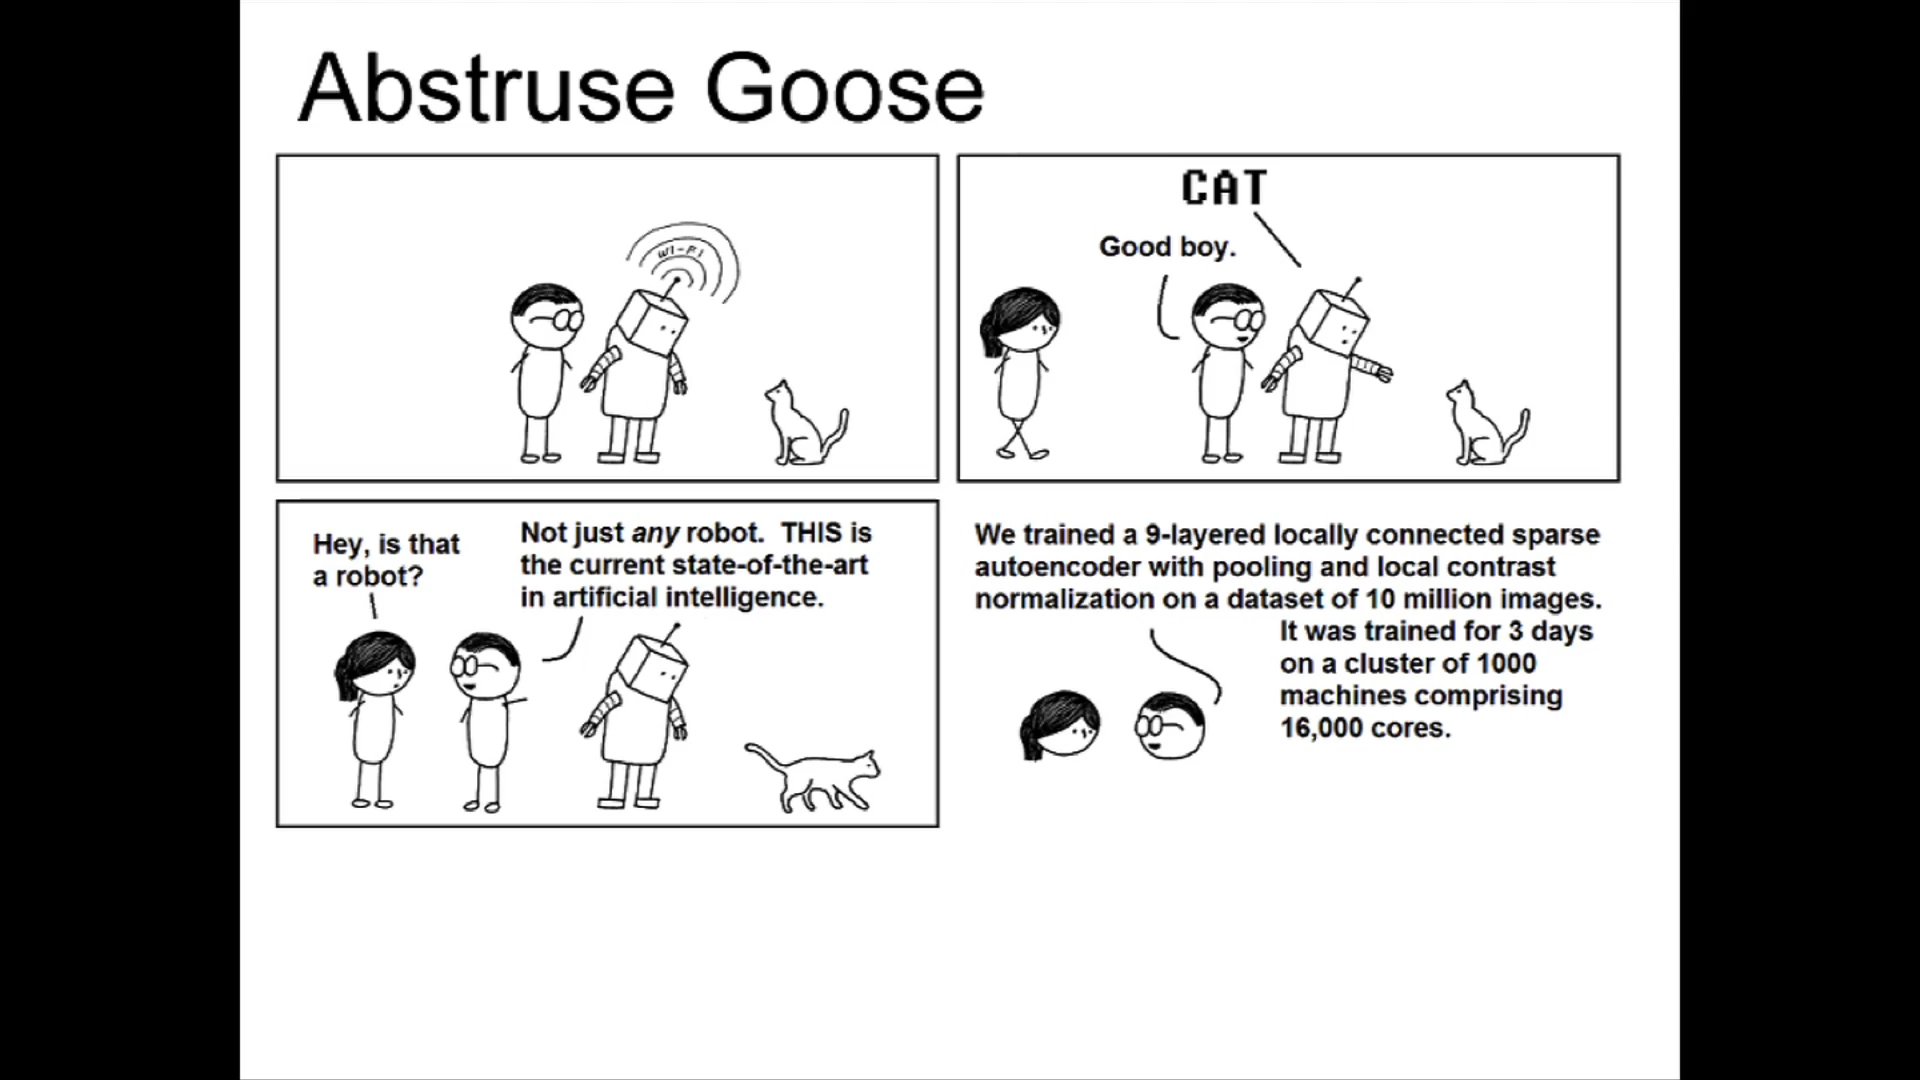 Abstruse Goose
WI-FI
CAT
Good boy.
Hey, is that
a robot?
Not just any robot. THIS is
the current state-of-the-art
in artificial intelligence.
We trained a 9-layered locally connected sparse
autoencoder with pooling and local contrast
normalization on a dataset of 10 million images.
It was trained for 3 days
on a cluster of 1000
machines comprising
16,000 cores.